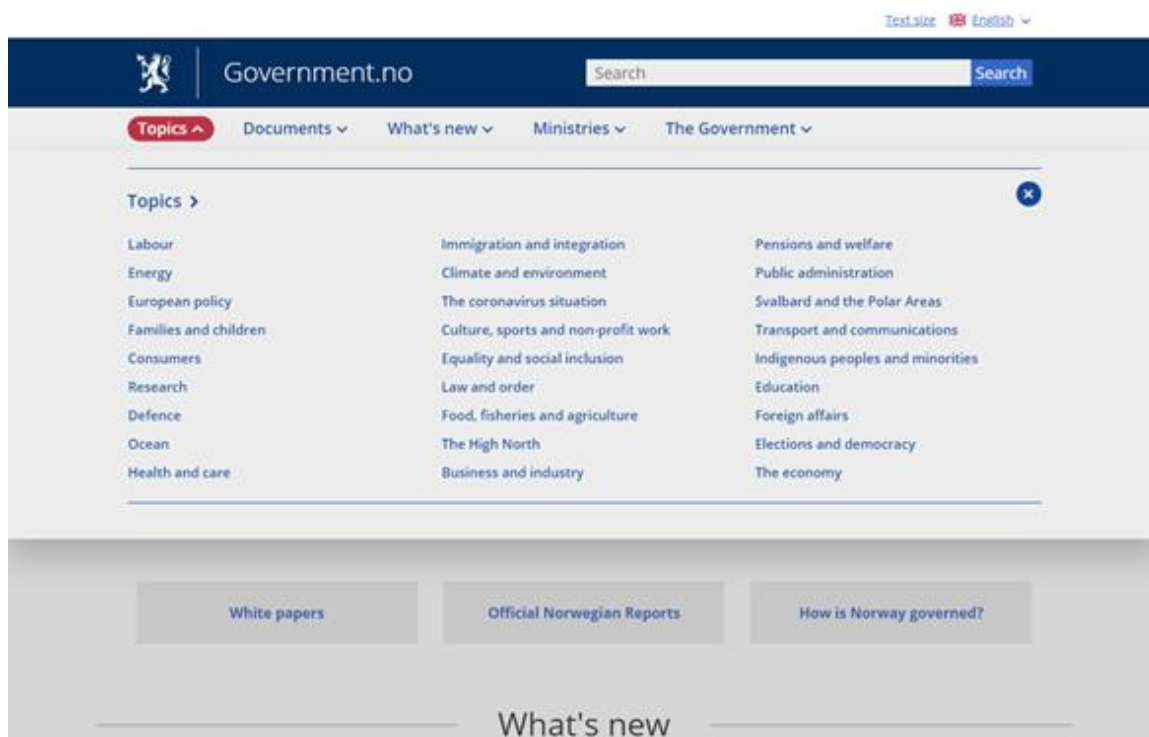 Text size English
Government.no
Search Search
Topics Documents What's new Ministries The Government
Topics
Labour Immigration and integration Pensions and welfare
Energy Climate and environment Public administration
European policy The coronavirus situation Svalbard and the Polar Areas
Families and children Culture, sports and non-profit work Transport and communications
Consumers Equality and social inclusion Indigenous peoples and minorities
Research Law and order Education
Defence Food, fisheries and agriculture Foreign affairs
Ocean The High North Elections and democracy
Health and care Business and industry The economy
White papers Official Norwegian Reports How is Norway governed?
What's new